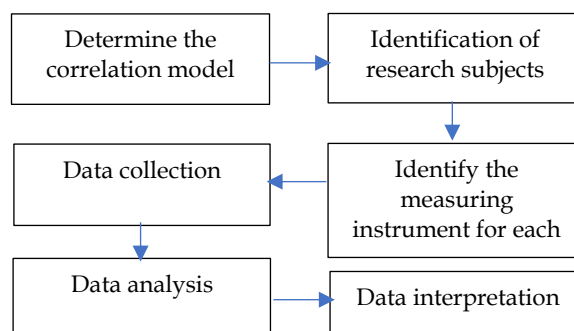 Determine the
correlation model
Identification of
research subjects
Identify the
measuring
instrument for each
Data collection
Data analysis
Data interpretation